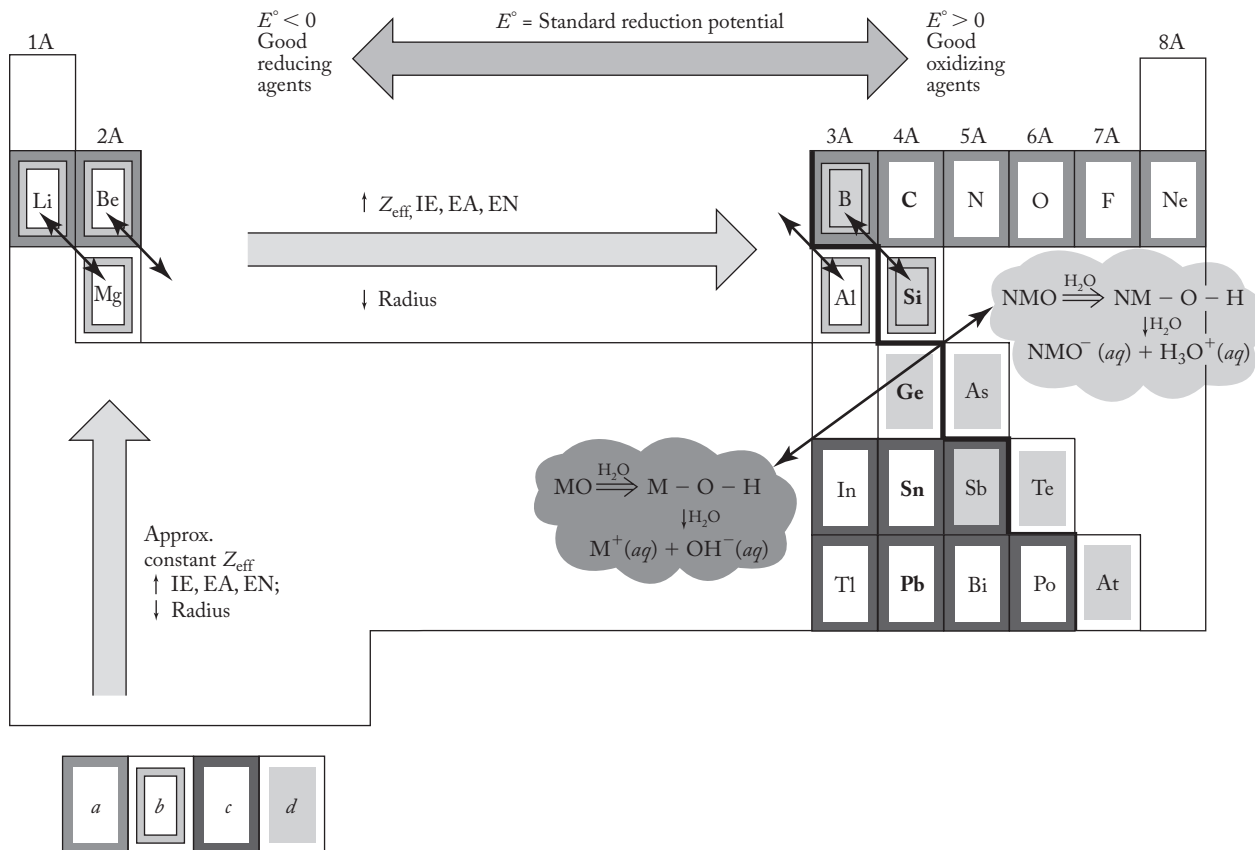 E° < 0
Good
reducing
agents
E° = Standard reduction potential
E° > 0
Good
oxidizing
agents
1A
8A
2A
3A 4A 5A 6A 7A
Li Be
B C N O F Ne
↑ Zeff, IE, EA, EN
↓ Radius
Mg
Al Si
NMO H₂O ⇒ NM – O – H
↓H₂O
NMO⁻ (aq) + H₃O⁺ (aq)
Ge As
MO H₂O ⇒ M – O – H
↓H₂O
M⁺(aq) + OH⁻(aq)
In Sn Sb Te
Tl Pb Bi Po At
Approx.
constant Zeff
↑ IE, EA, EN;
↓ Radius
a b c d